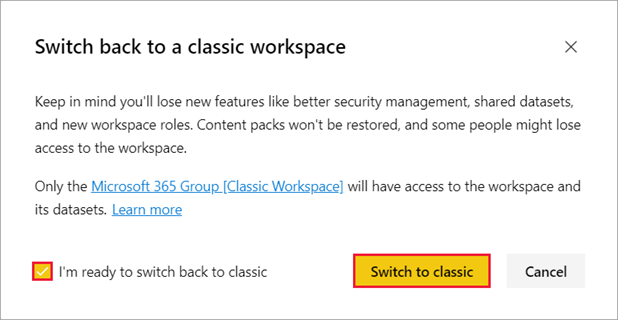 Switch back to a classic workspace
Keep in mind you'll lose new features like better security management, shared datasets,
and new workspace roles. Content packs won't be restored, and some people might lose
access to the workspace.
Only the Microsoft 365 Group [Classic Workspace] will have access to the workspace and
its datasets. Learn more
I'm ready to switch back to classic
Switch to classic
Cancel